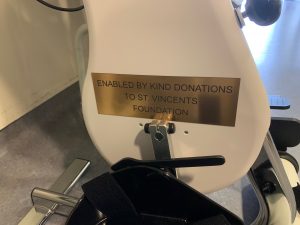 ENABLED BY KIND DONATIONS
TO ST. VINCENTS
FOUNDATION